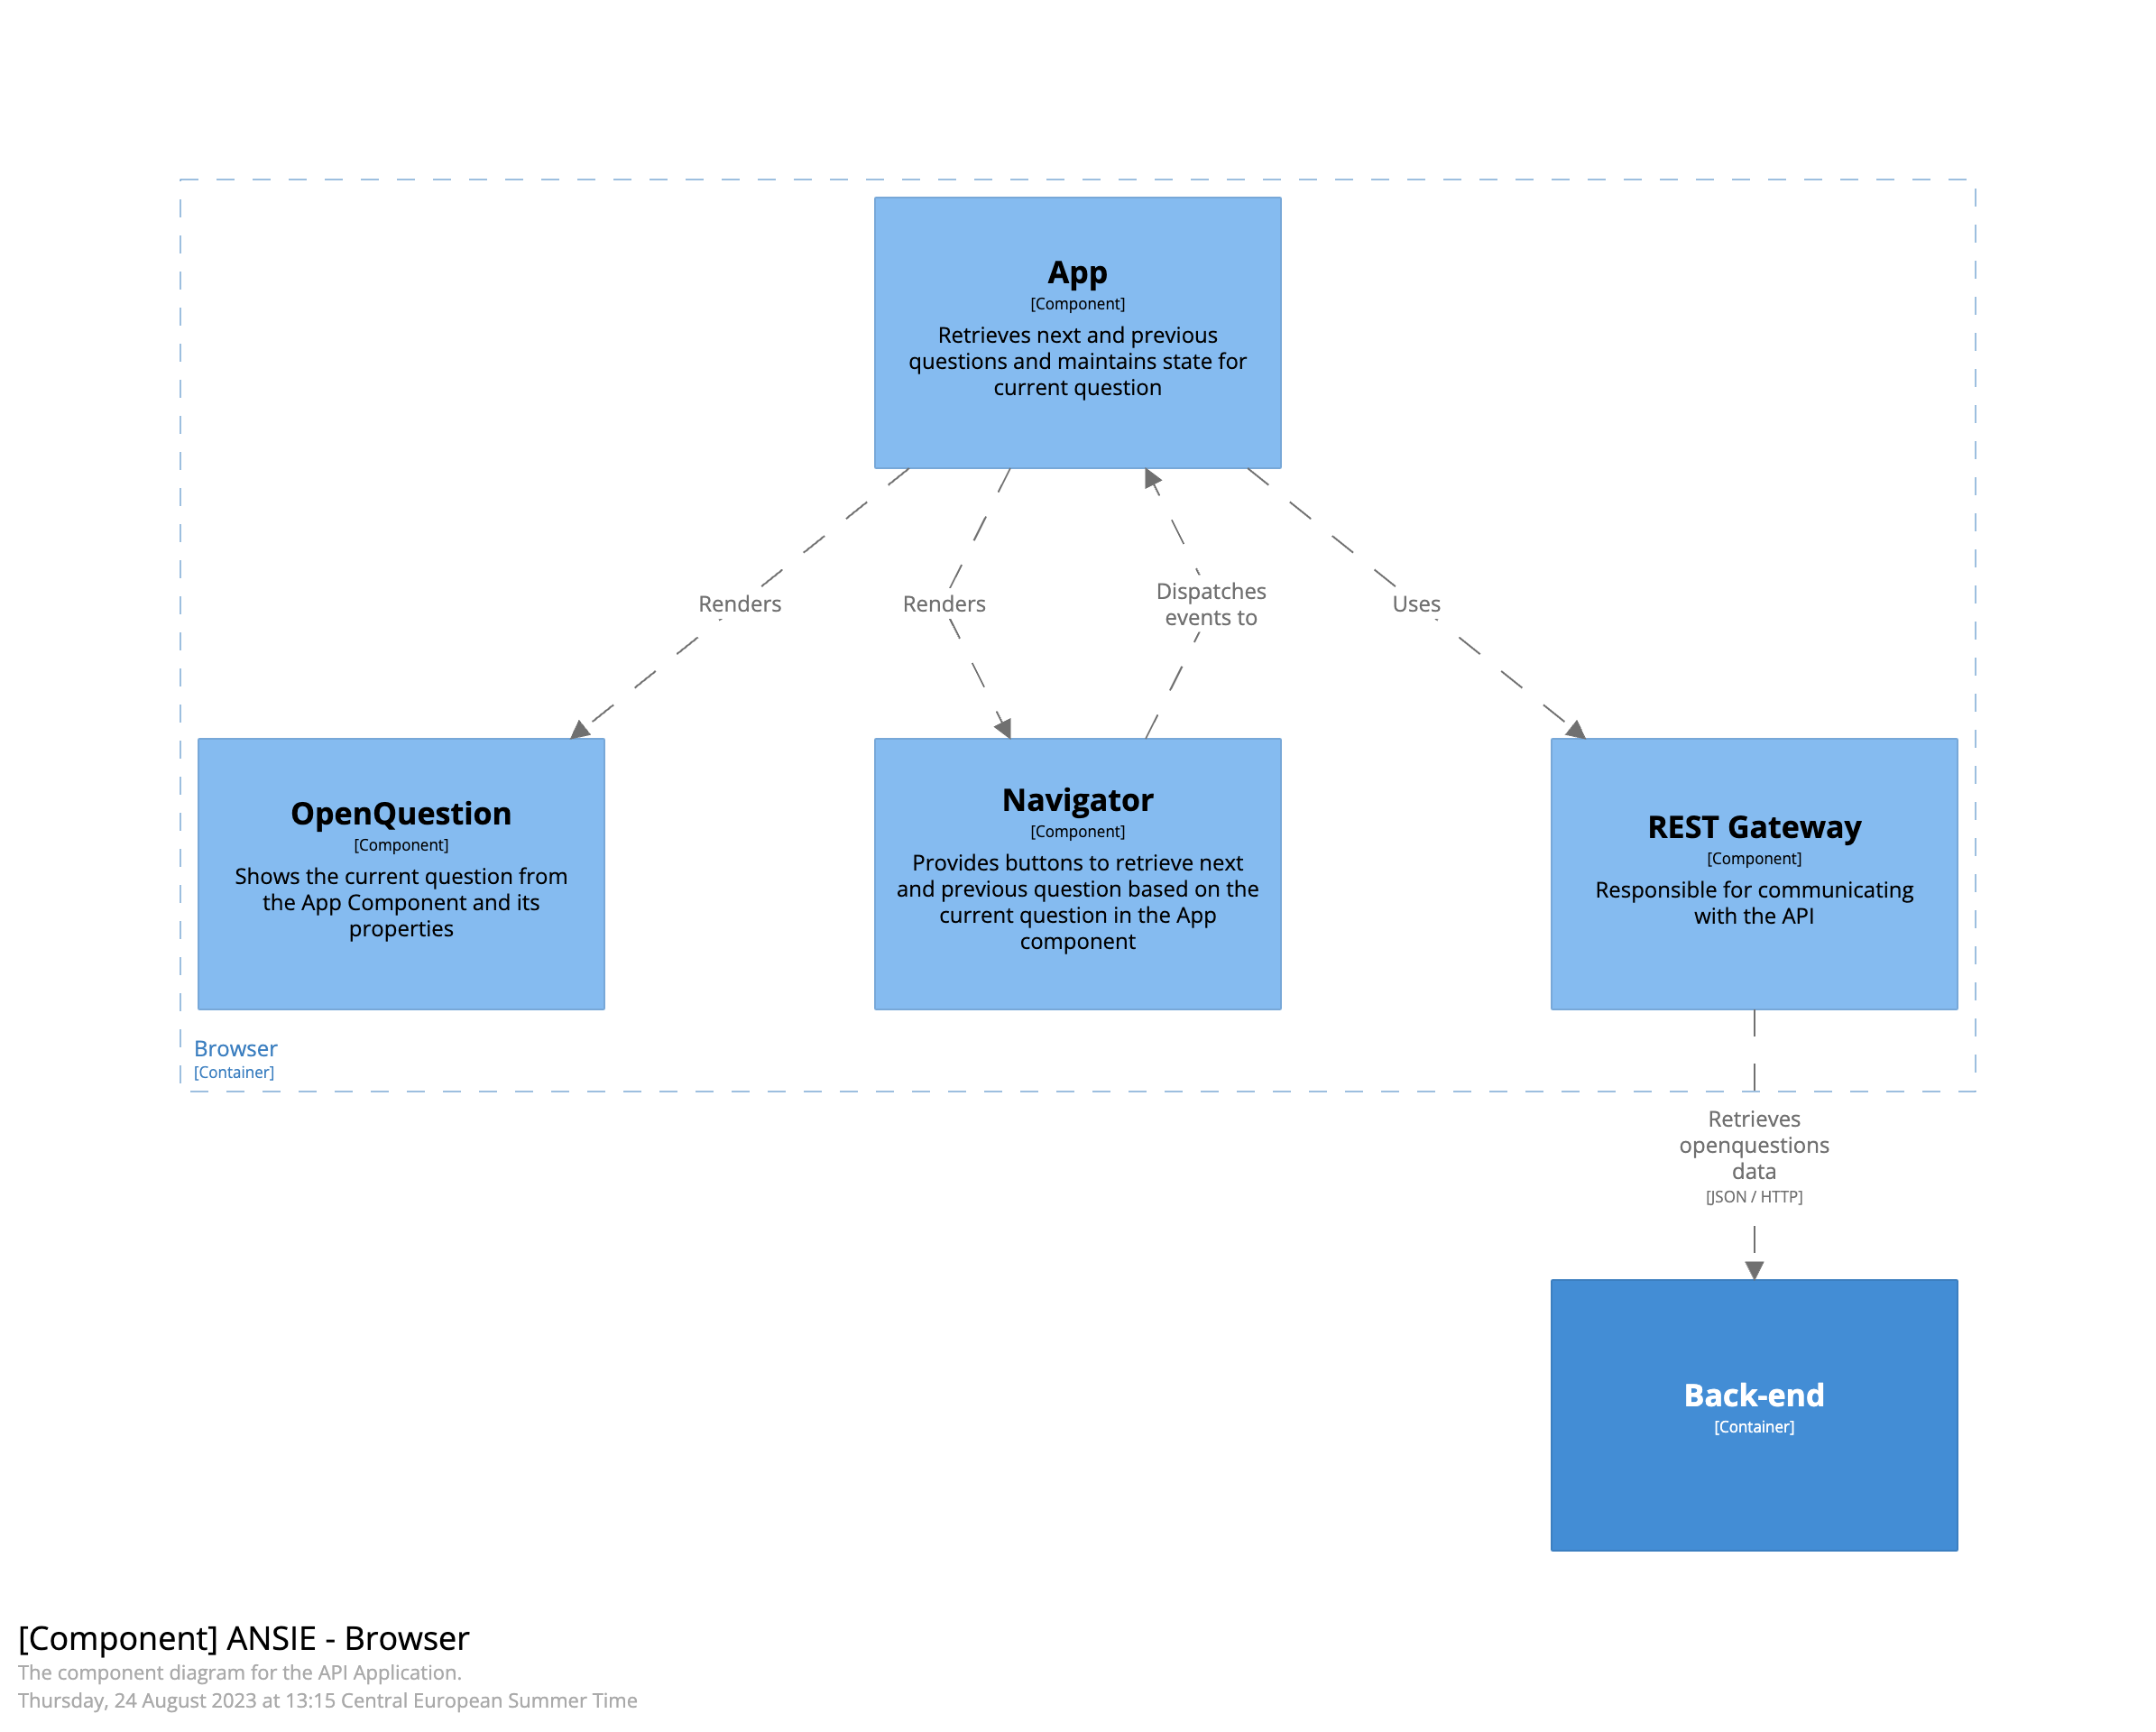 App
[Component]
Retrieves next and previous
questions and maintains state for
current question
Renders
Renders
Dispatches
events to
Uses
OpenQuestion
[Component]
Shows the current question from
the App Component and its
properties
Navigator
[Component]
Provides buttons to retrieve next
and previous question based on the
current question in the App
component
REST Gateway
[Component]
Responsible for communicating
with the API
Browser
[Container]
Retrieves
openquestions
data
[JSON / HTTP]
Back-end
[Container]
[Component] ANSIE - Browser
The component diagram for the API Application.
Thursday, 24 August 2023 at 13:15 Central European Summer Time